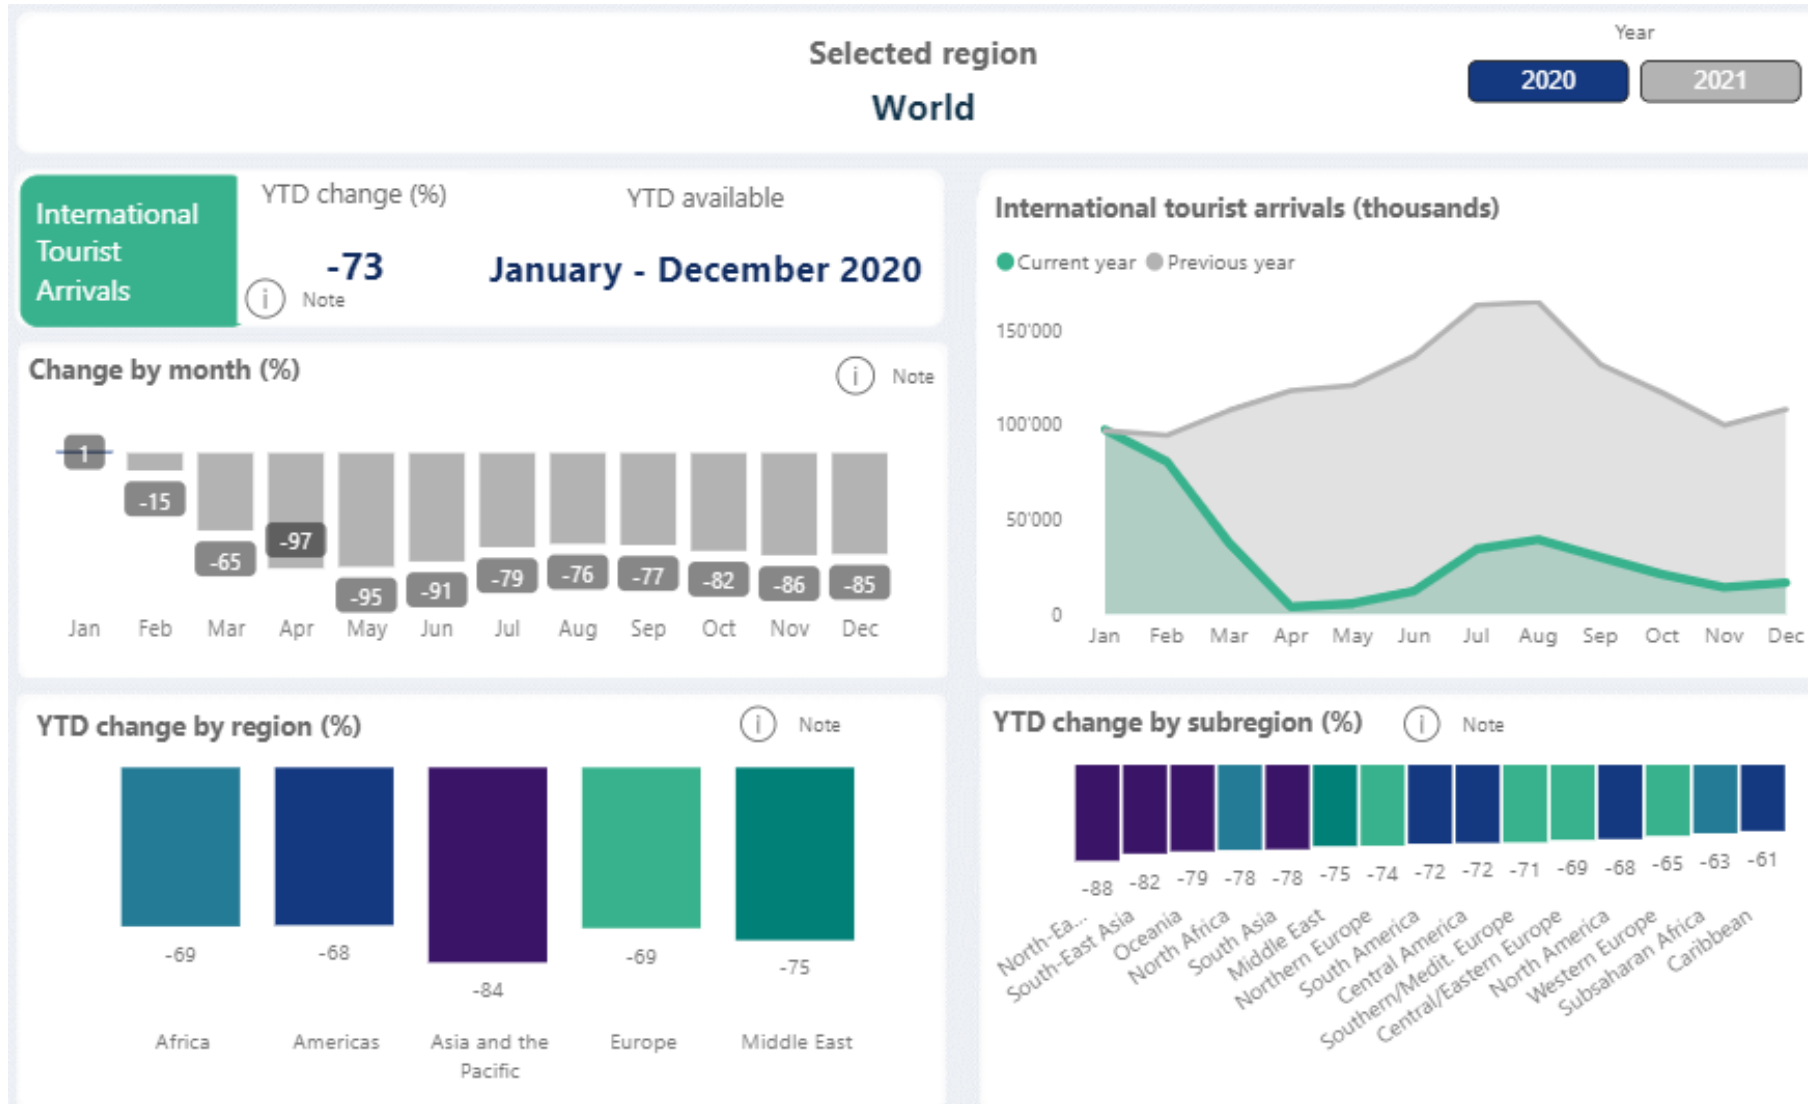 Selected region
World
Year
2020
2021
International
Tourist
Arrivals
YTD change (%)
-73
i
Note
YTD available
January - December 2020
Change by month (%)
i
Note
1
-15
-65
-97
-95
-91
-79
-76
-77
-82
-86
-85
Jan Feb Mar Apr May Jun Jul Aug Sep Oct Nov Dec
International tourist arrivals (thousands)
Current year Previous year
150'000
100'000
50'000
0
Jan Feb Mar Apr May Jun Jul Aug Sep Oct Nov Dec
YTD change by region (%)
i
Note
-69
-68
-84
-69
-75
Africa
Americas
Asia and the
Pacific
Europe
Middle East
YTD change by subregion (%)
i
Note
-88 -82 -79 -78 -78 -75 -74 -72 -72 -71 -69 -68 -65 -63 -61
North-Ea...
South-East Asia
Oceania
North Africa
South Asia
Middle East
Northern Europe
South America
Central America
Southern/Medit. Europe
Central/Eastern Europe
North America
Western Europe
Subsaharan Africa
Caribbean